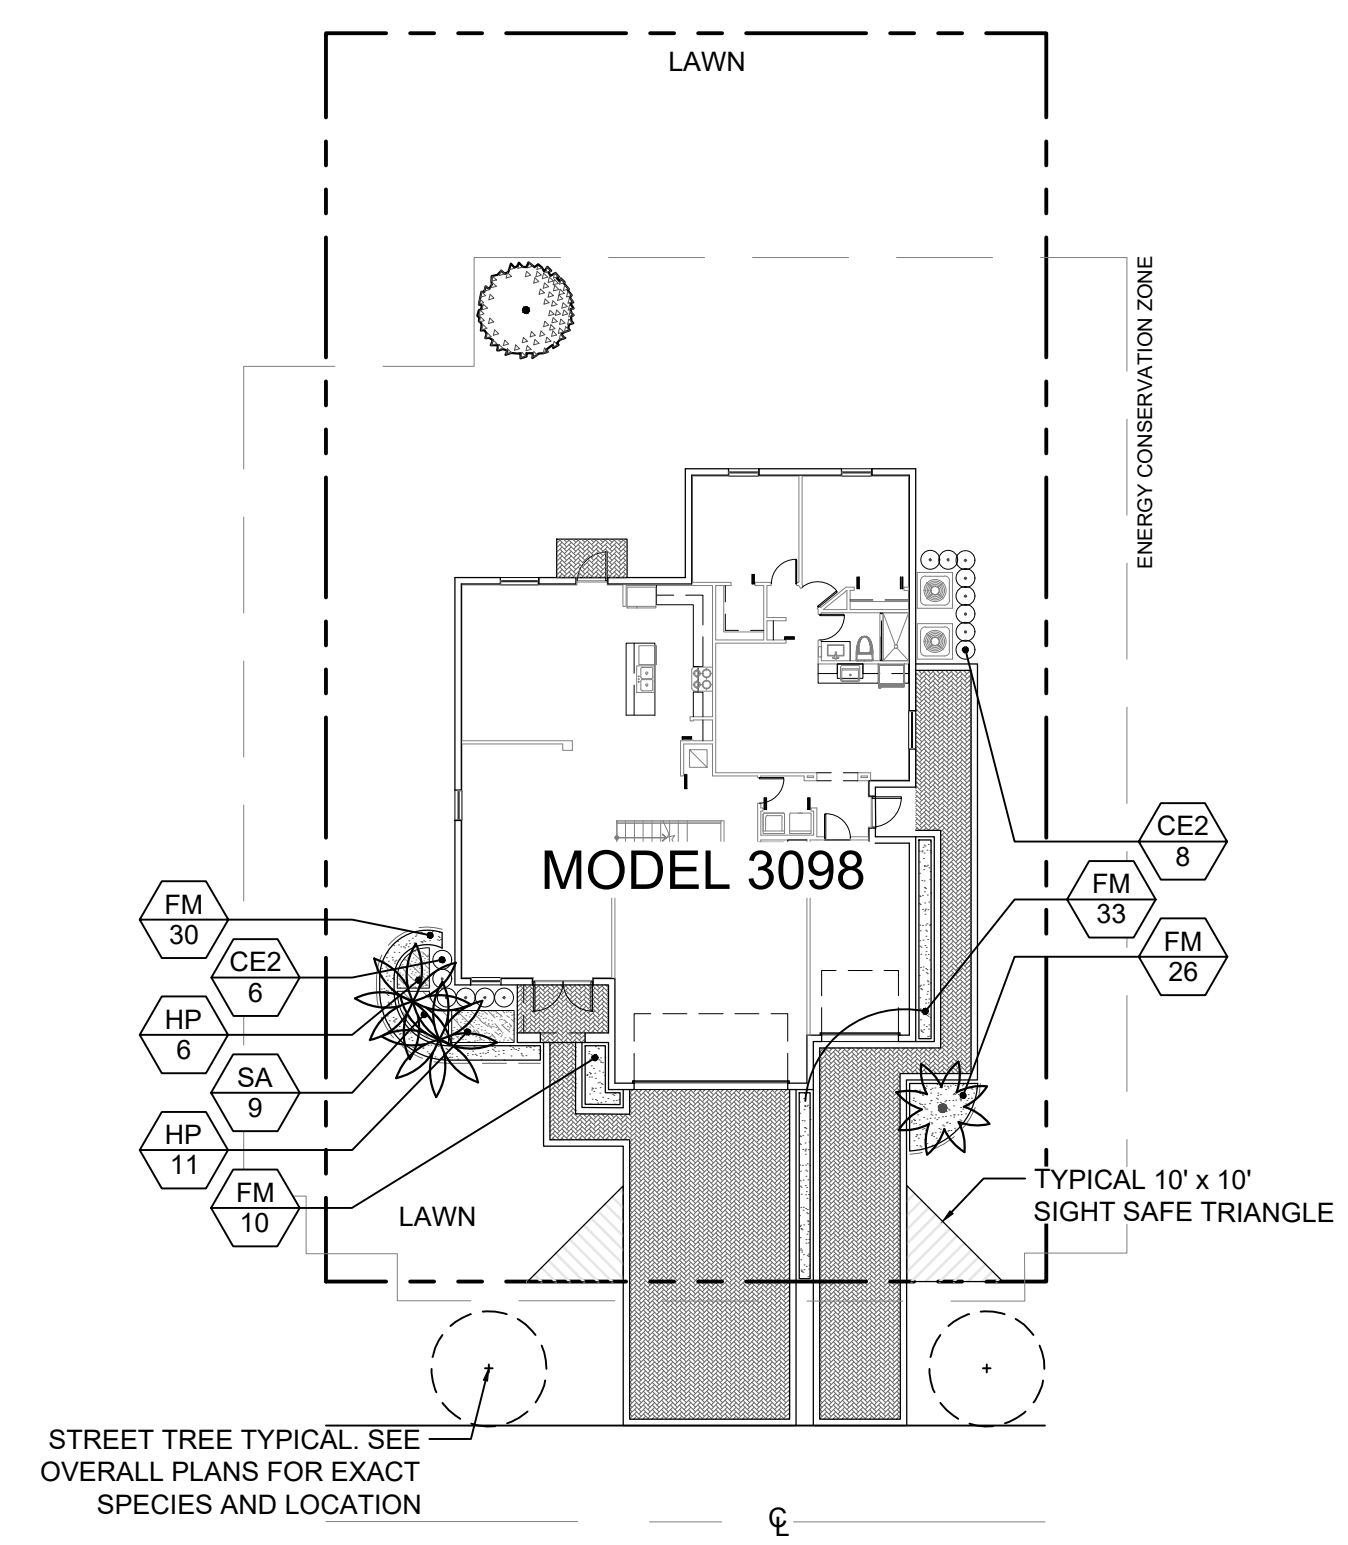 LAWN
ENERGY CONSERVATION ZONE
MODEL 3098
CE2
8
FM
33
FM
26
FM
30
CE2
6
HP
6
SA
9
HP
11
FM
10
LAWN
TYPICAL 10' x 10'
SIGHT SAFE TRIANGLE
STREET TREE TYPICAL. SEE
OVERALL PLANS FOR EXACT
SPECIES AND LOCATION
℄